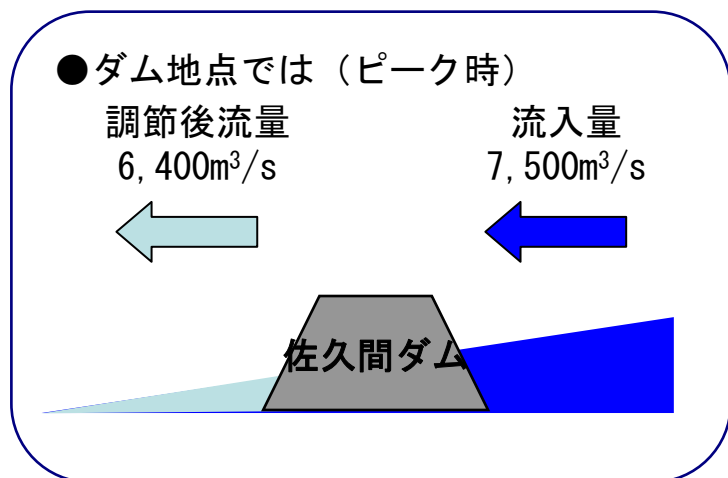 ●ダム地点では（ピーク時）
調節後流量
6,400m³/s
流入量
7,500m³/s
佐久間ダム